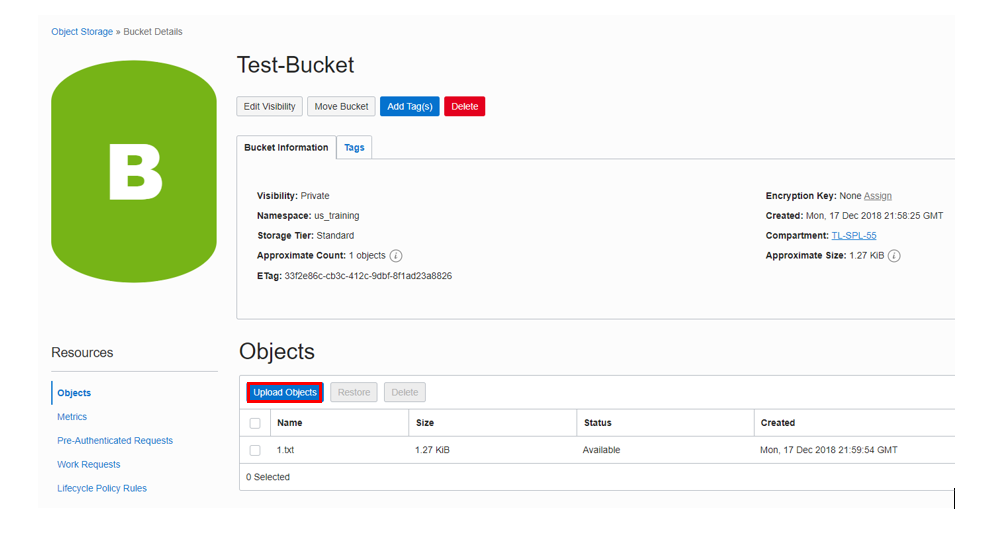 Object Storage » Bucket Details
B
Test-Bucket
Edit Visibility Move Bucket Add Tag(s) Delete
Bucket Information Tags
Visibility: Private
Namespace: us_training
Storage Tier: Standard
Approximate Count: 1 objects i
ETag: 33f2e86c-cb3c-412c-9dbf-8f1ad23a8826
Encryption Key: None Assign
Created: Mon, 17 Dec 2018 21:58:25 GMT
Compartment: TL-SPL-55
Approximate Size: 1.27 KiB i
Resources
Objects
Metrics
Pre-Authenticated Requests
Work Requests
Lifecycle Policy Rules
Objects
Upload Objects Restore Delete
Name Size Status Created
1.txt 1.27 KiB Available Mon, 17 Dec 2018 21:59:54 GMT
0 Selected